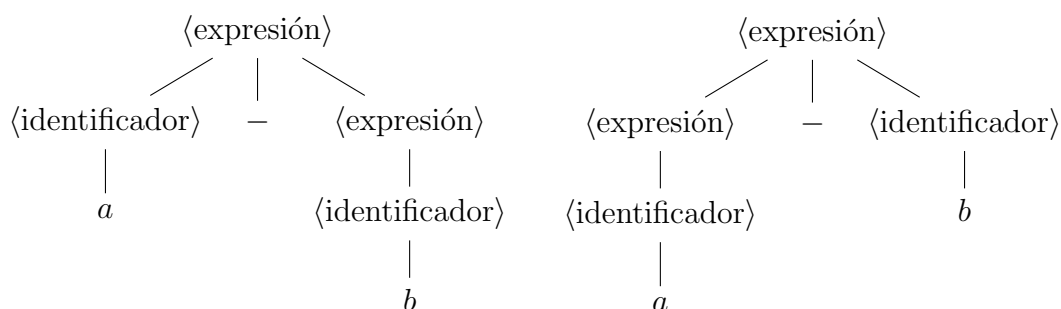 ⟨expresión⟩ ⟨expresión⟩
⟨identificador⟩ − ⟨expresión⟩ ⟨expresión⟩ − ⟨identificador⟩
a ⟨identificador⟩ ⟨identificador⟩ b
b a